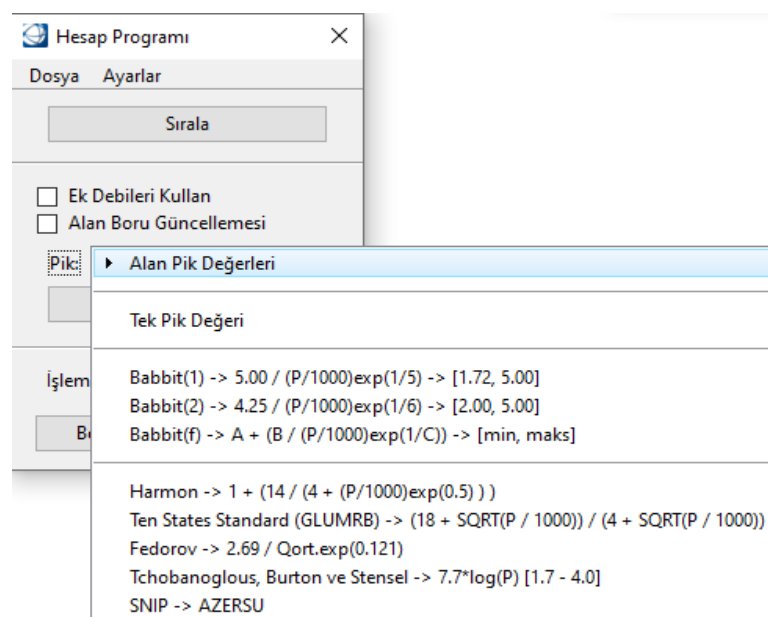 Hesap Programı
Dosya Ayarlar
Sırala
Ek Debileri Kullan
Alan Boru Güncellemesi
Pik:
Alan Pik Değerleri
Tek Pik Değeri
Babbit(1) -> 5.00 / (P/1000)exp(1/5) -> [1.72, 5.00]
Babbit(2) -> 4.25 / (P/1000)exp(1/6) -> [2.00, 5.00]
Babbit(f) -> A + (B / (P/1000)exp(1/C)) -> [min, maks]
İşlem
Harmon -> 1 + (14 / (4 + (P/1000)exp(0.5) ) )
Ten States Standard (GLUMRB) -> (18 + SQRT(P / 1000)) / (4 + SQRT(P / 1000))
Fedorov -> 2.69 / Qort.exp(0.121)
Tchobanoglous, Burton ve Stensel -> 7.7*log(P) [1.7 - 4.0]
SNIP -> AZERSU